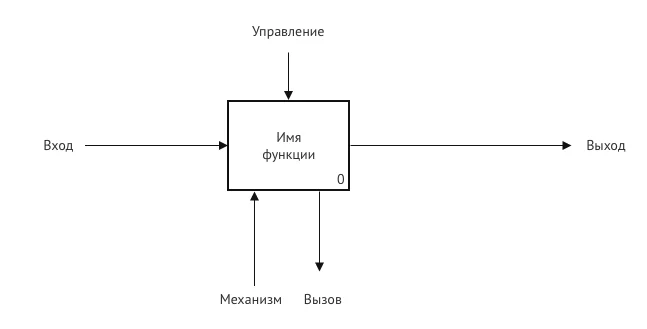 Управление
Вход
Имя
функции
Выход
0
Механизм
Вызов